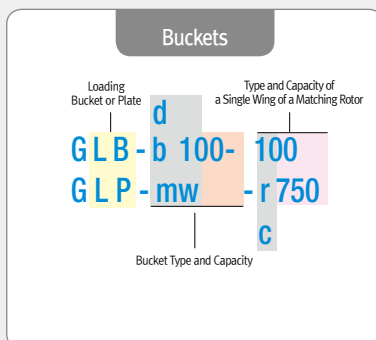 Buckets
Loading
Bucket or Plate
Type and Capacity of
a Single Wing of a Matching Rotor
d
G L B - b 100- 100
G L P - mw - r 750
c
Bucket Type and Capacity